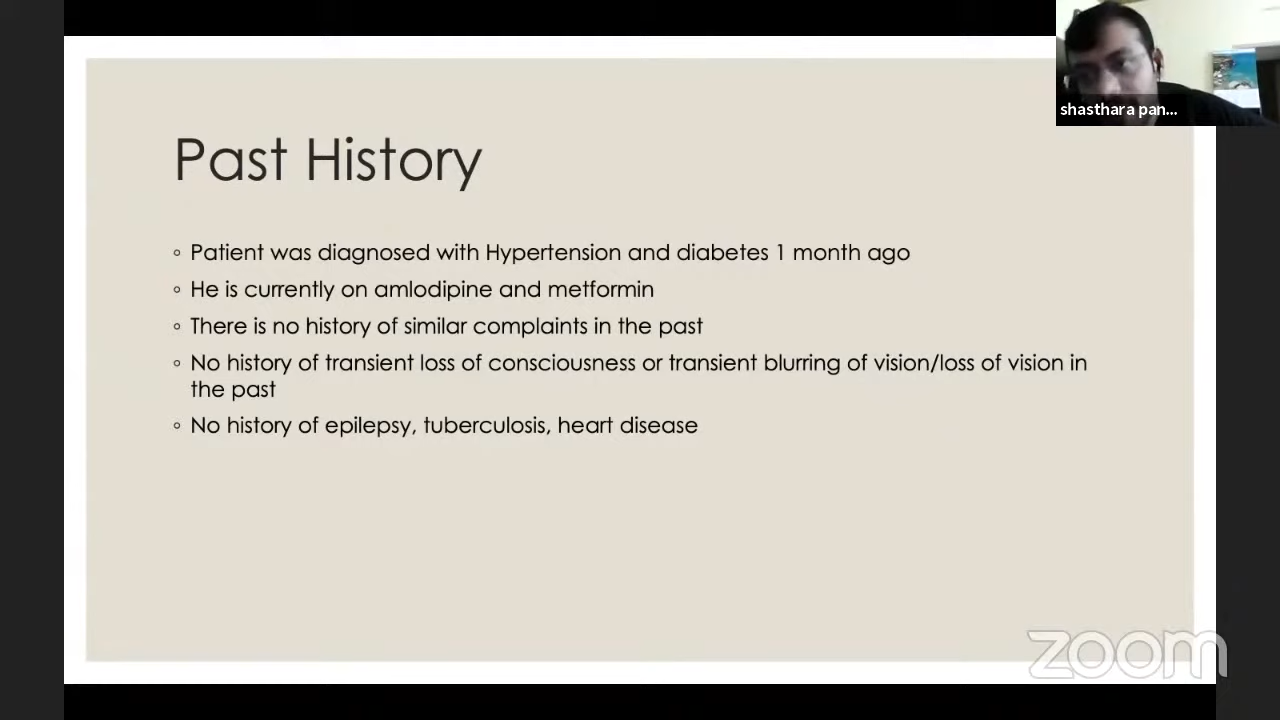 shasthara pan...
Past History
◦ Patient was diagnosed with Hypertension and diabetes 1 month ago
◦ He is currently on amlodipine and metformin
◦ There is no history of similar complaints in the past
◦ No history of transient loss of consciousness or transient blurring of vision/loss of vision in
the past
◦ No history of epilepsy, tuberculosis, heart disease
zoom